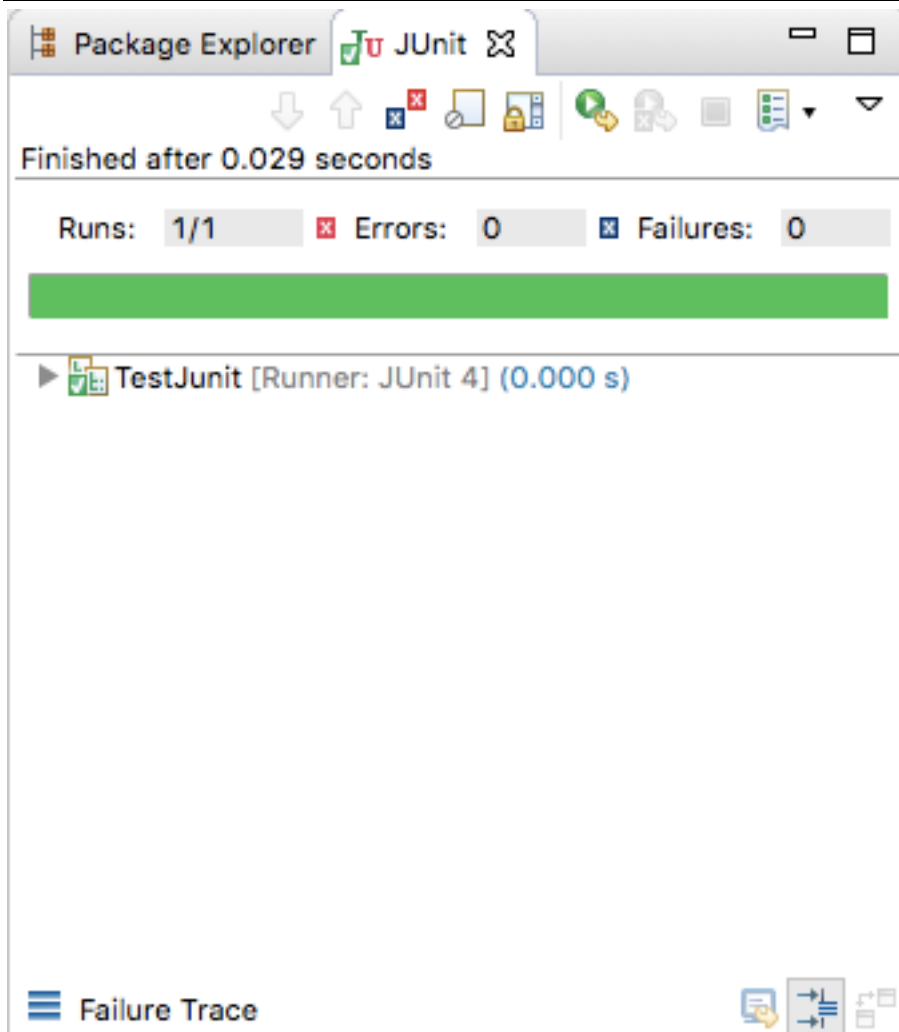 Package Explorer JUnit
Finished after 0.029 seconds
Runs: 1/1 Errors: 0 Failures: 0
TestJunit [Runner: JUnit 4] (0.000 s)
Failure Trace